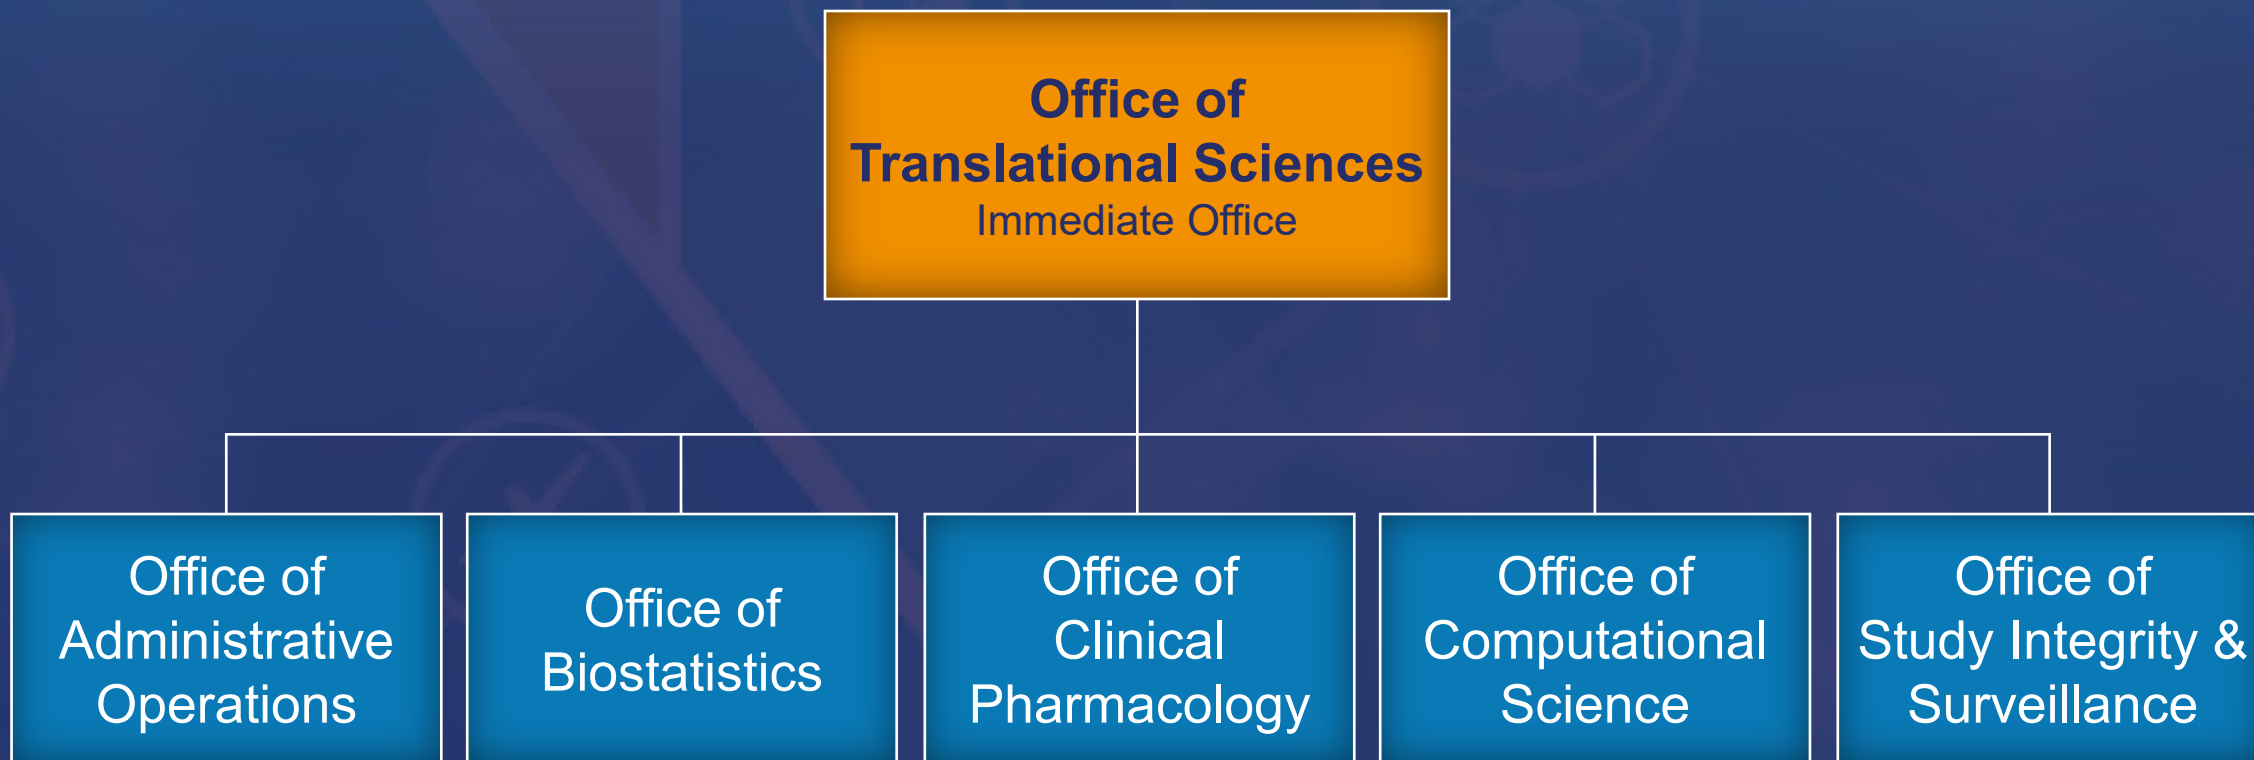 Office of
Translational Sciences
Immediate Office
Office of
Administrative
Operations
Office of
Biostatistics
Office of
Clinical
Pharmacology
Office of
Computational
Science
Office of
Study Integrity &
Surveillance